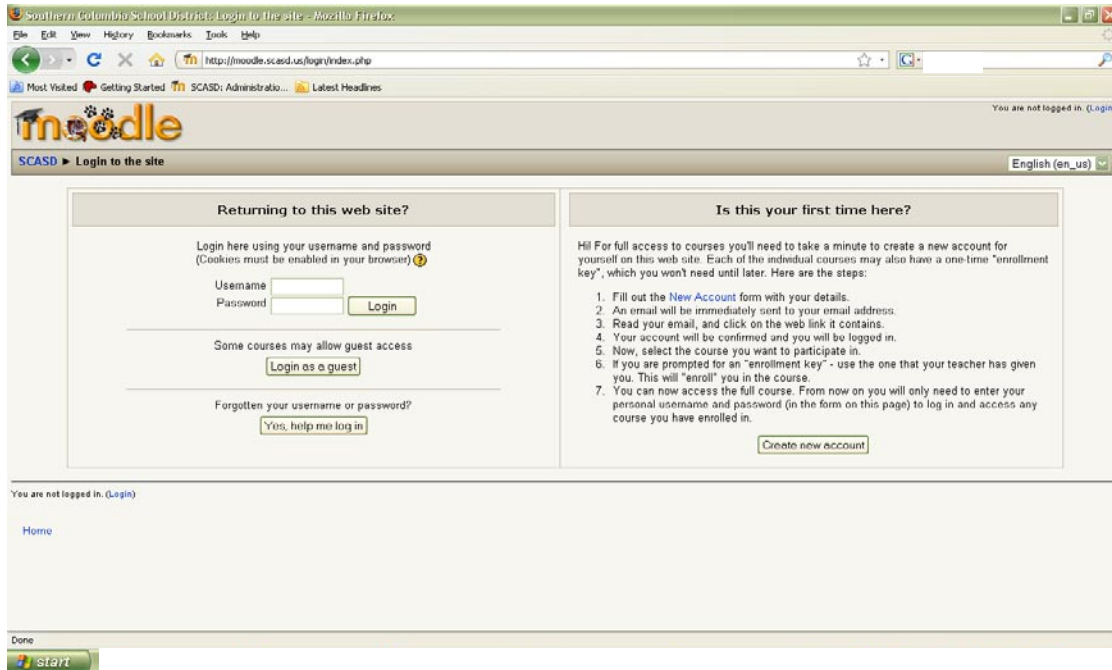 Southern Columbia School District: Login to the site - Mozilla Firefox
File Edit View History Bookmarks Tools Help
http://moodle.scasd.us/login/index.php
G
Most Visited Getting Started SCASD: Administratio... Latest Headlines
moodle
You are not logged in. (Login
SCASD ► Login to the site
English (en_us)
Returning to this web site?
Login here using your username and password
(Cookies must be enabled in your browser) ?
Username
Password Login
Some courses may allow guest access
Login as a guest
Forgotten your username or password?
Yes, help me log in
Is this your first time here?
Hi! For full access to courses you'll need to take a minute to create a new account for
yourself on this web site. Each of the individual courses may also have a one-time "enrollment
key", which you won't need until later. Here are the steps:
1. Fill out the New Account form with your details.
2. An email will be immediately sent to your email address.
3. Read your email, and click on the web link it contains.
4. Your account will be confirmed and you will be logged in.
5. Now, select the course you want to participate in.
6. If you are prompted for an "enrollment key" - use the one that your teacher has given
you. This will "enroll" you in the course.
7. You can now access the full course. From now on you will only need to enter your
personal username and password (in the form on this page) to log in and access any
course you have enrolled in.
Create new account
You are not logged in. (Login)
Home
Done
start